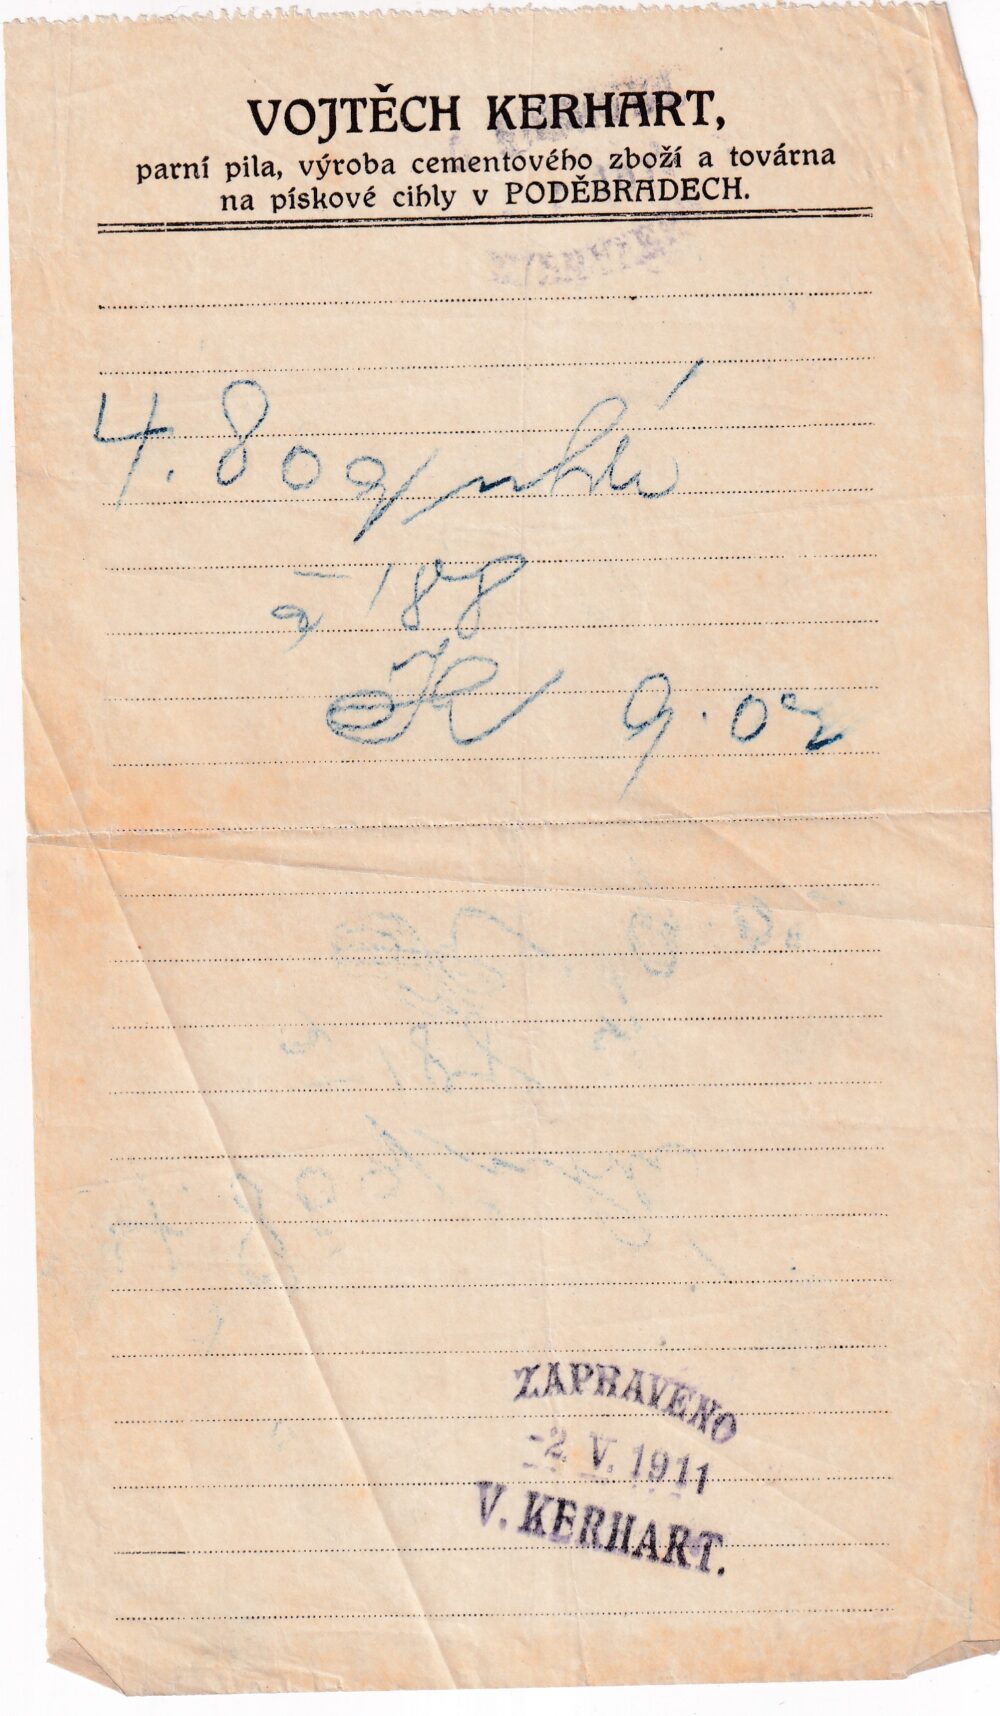 VOJTĚCH KERHART,
parní pila, výroba cementového zboží a továrna
na pískové cihly v PODĚBRADECH.
4.80 q uhlí
à 188
K 9.02
ZAPRAVENO
-2. V. 1911
V. KERHART.